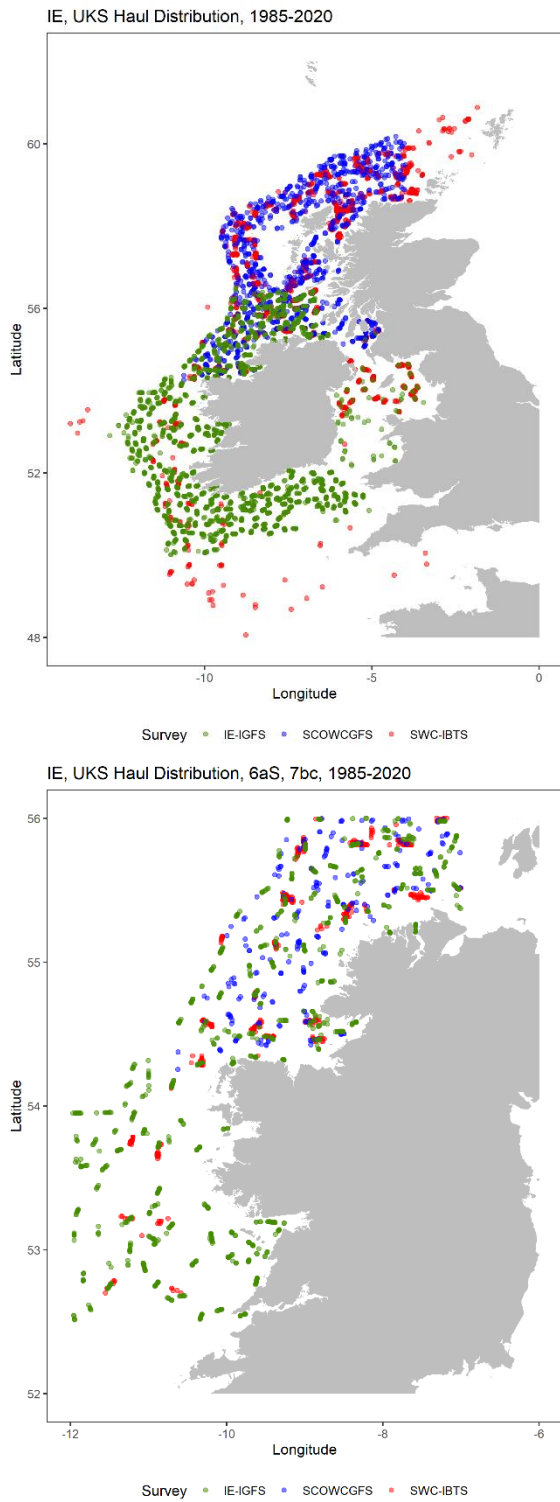 IE, UKS Haul Distribution, 1985-2020
60
56
52
48
Latitude
-10
-5
0
Longitude
Survey IE-IGFS SCOWCGFS SWC-IBTS
IE, UKS Haul Distribution, 6aS, 7bc, 1985-2020
56
55
54
53
52
Latitude
-12
-10
-8
-6
Longitude
Survey IE-IGFS SCOWCGFS SWC-IBTS